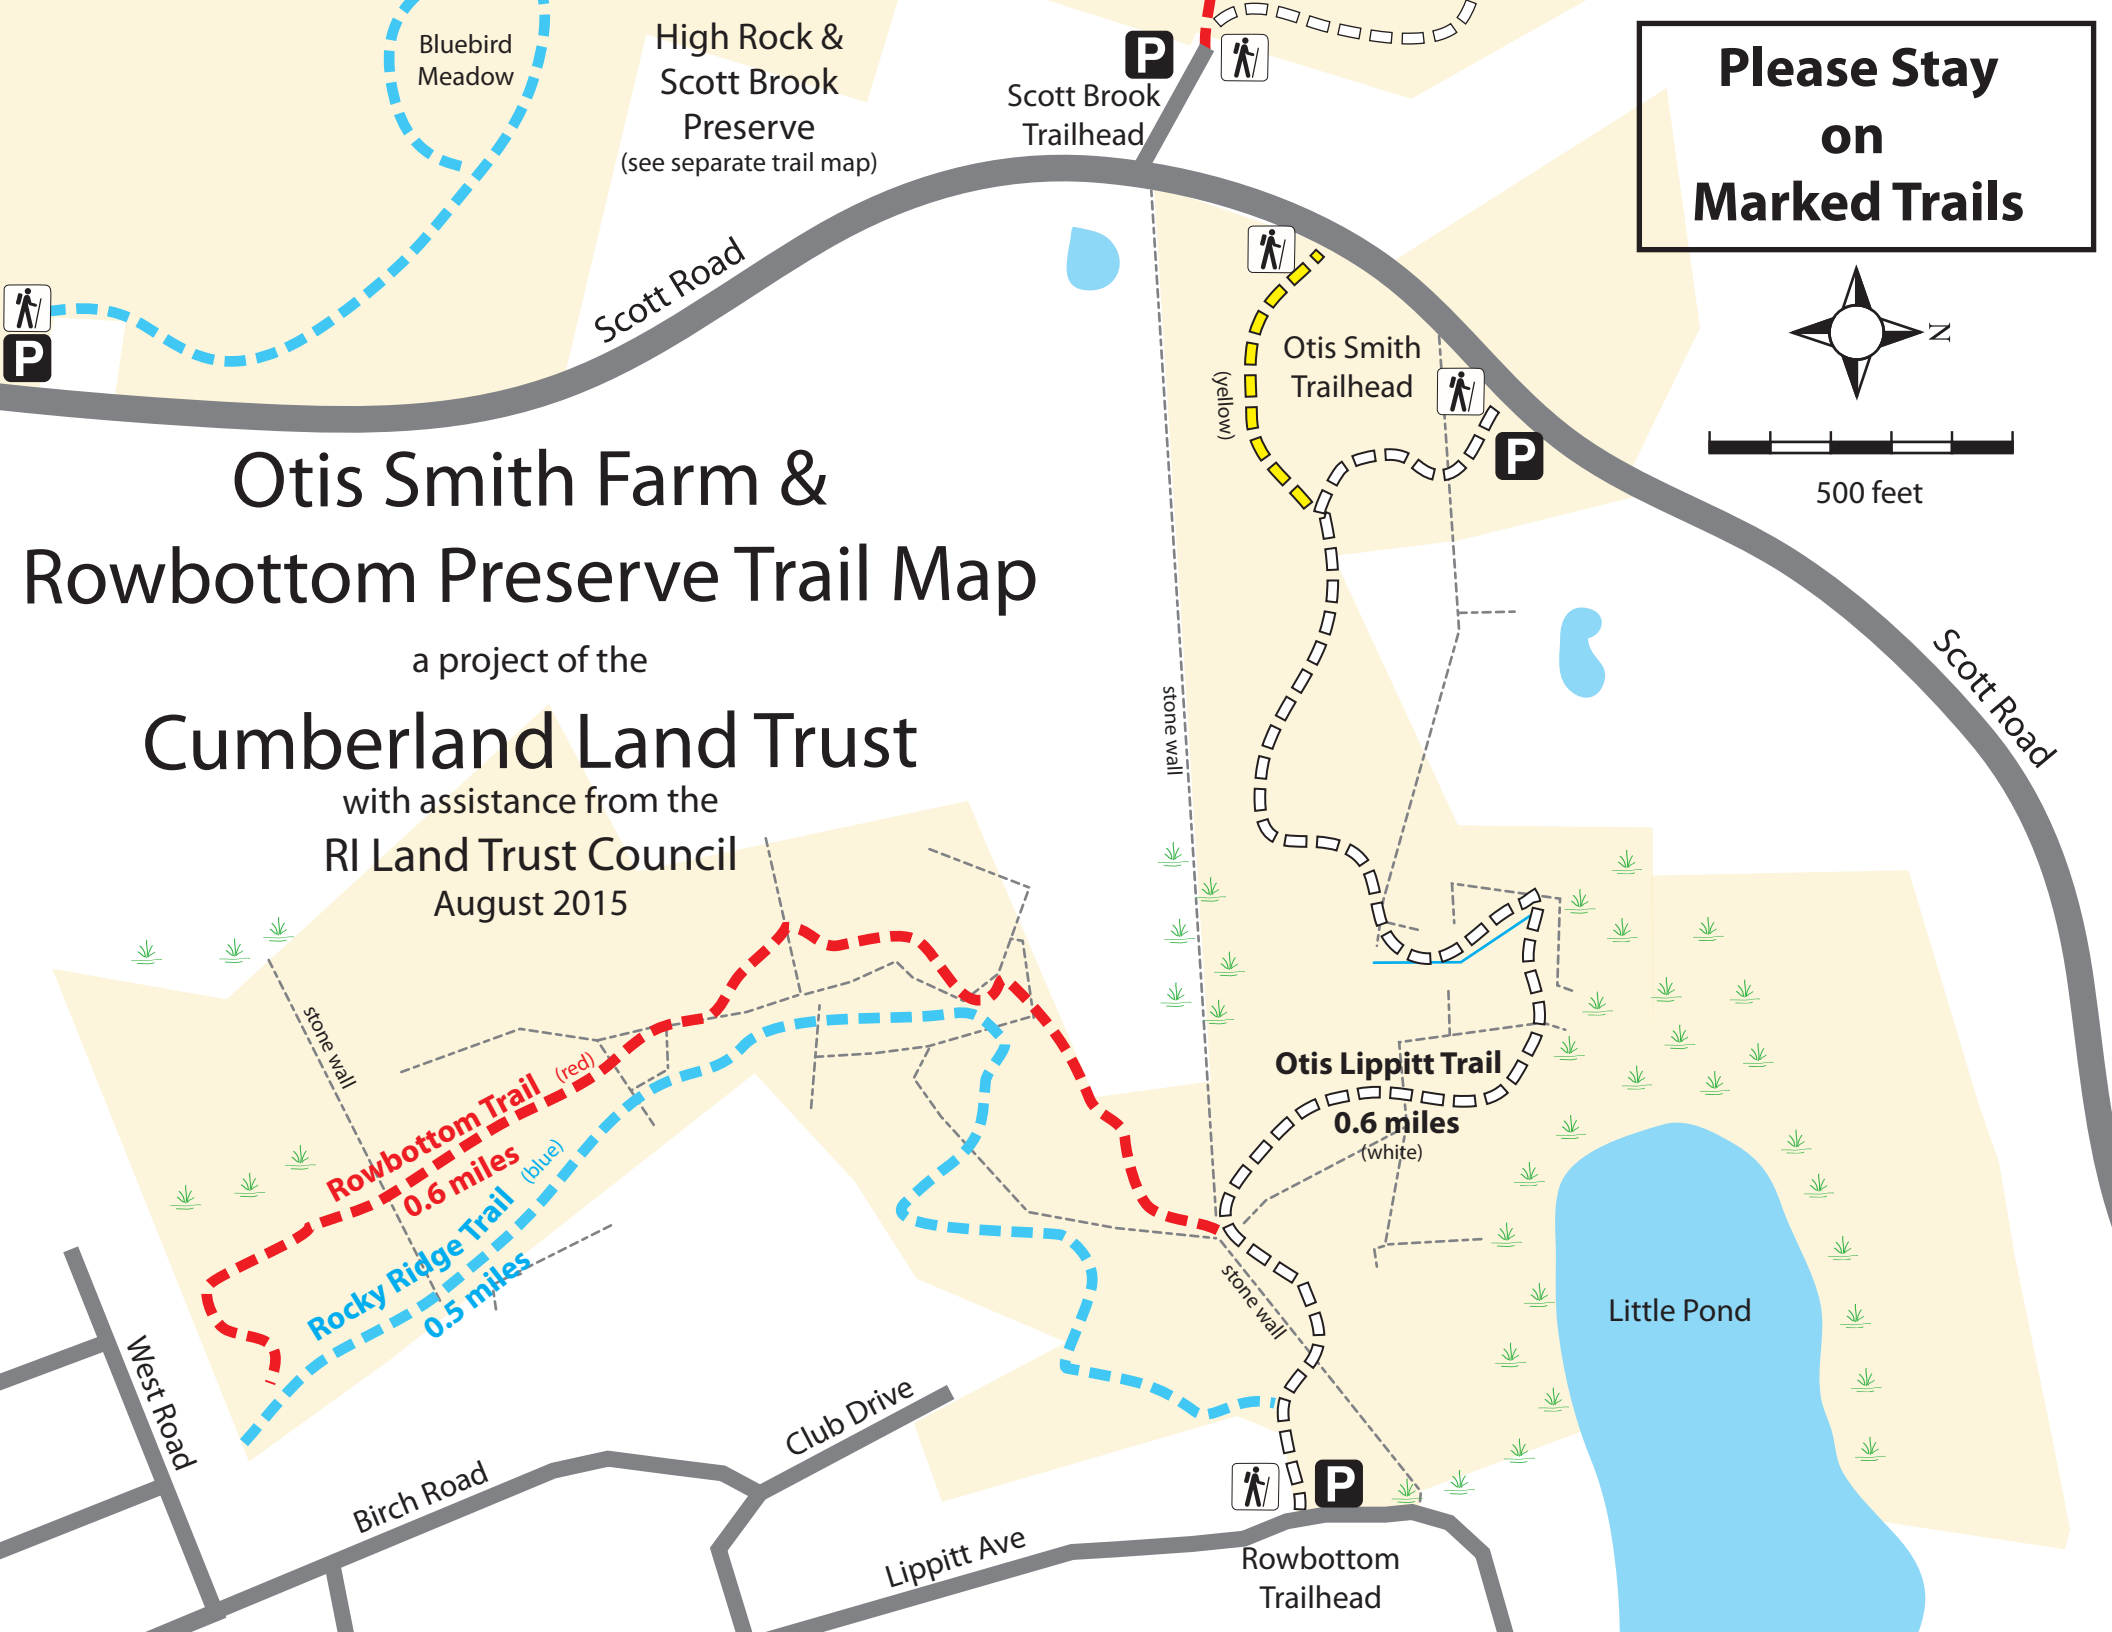 Bluebird
Meadow
High Rock &
Scott Brook
Preserve
(see separate trail map)
P
Scott Brook
Trailhead
Please Stay
on
Marked Trails
N
500 feet
P
Scott Road
Otis Smith
Trailhead
(yellow)
P
Otis Smith Farm &
Rowbottom Preserve Trail Map
a project of the
Cumberland Land Trust
with assistance from the
RI Land Trust Council
August 2015
Scott Road
stone wall
stone wall
Rowbottom Trail
(red)
0.6 miles
Rocky Ridge Trail
(blue)
0.5 miles
Otis Lippitt Trail
0.6 miles
(white)
stone wall
Little Pond
West Road
Birch Road
Club Drive
Lippitt Ave
P
Rowbottom
Trailhead